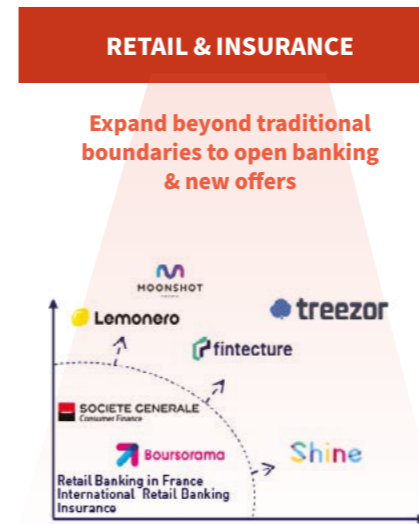 RETAIL & INSURANCE
Expand beyond traditional
boundaries to open banking
& new offers
MOONSHOT
Lemonero
treezor
fintecture
SOCIETE GENERALE
Consumer Finance
Boursorama
Shine
Retail Banking in France
International Retail Banking
Insurance